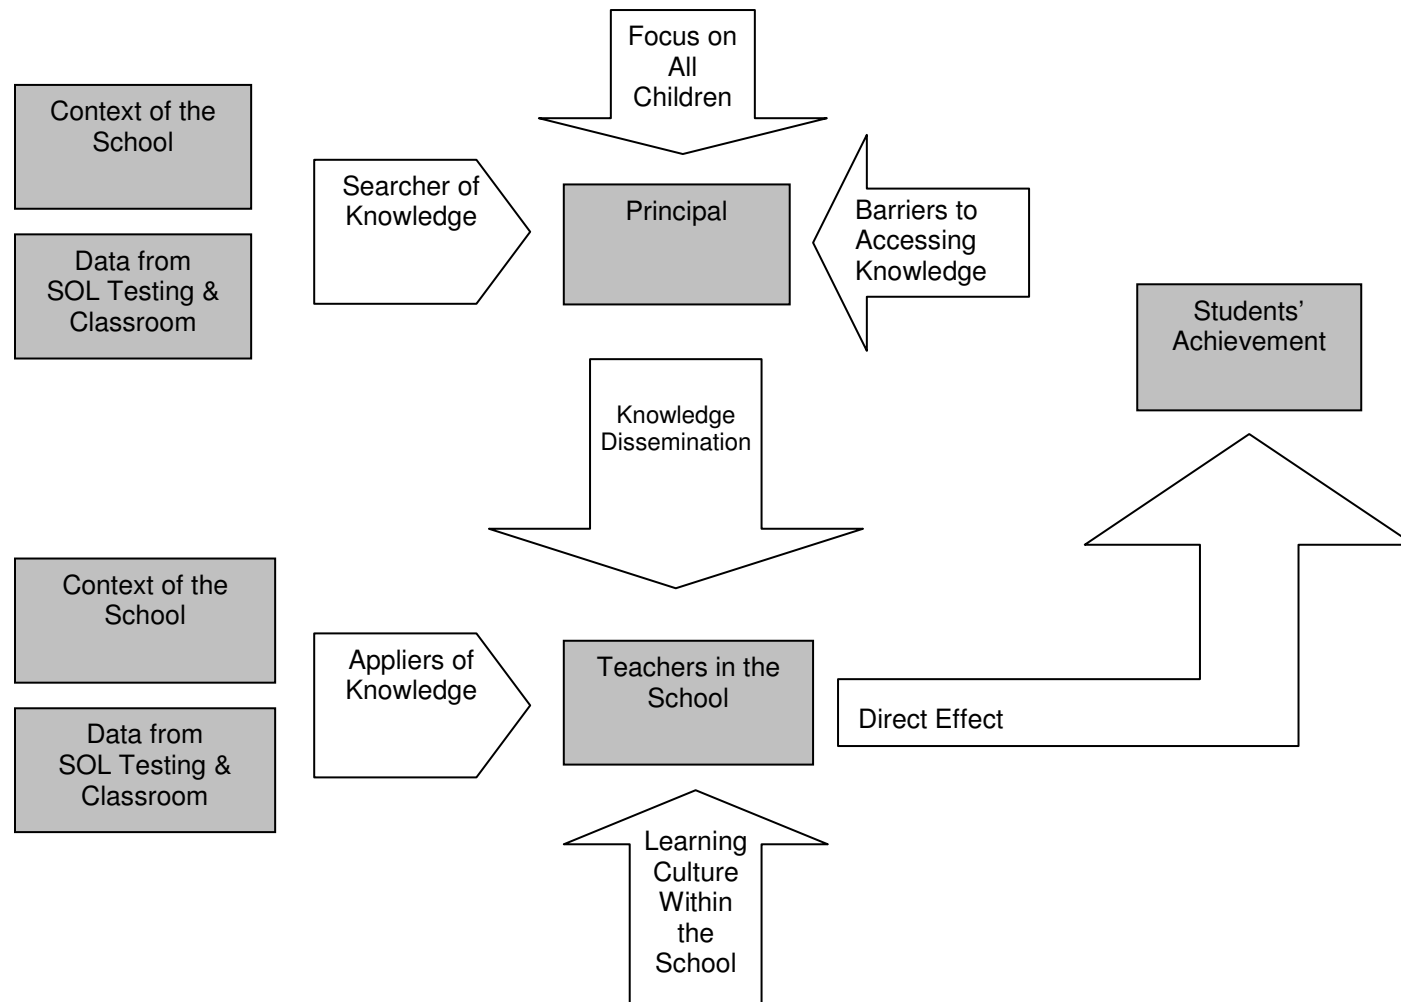 Focus on
All
Children
Context of the
School
Searcher of
Knowledge
Principal
Barriers to
Accessing
Knowledge
Data from
SOL Testing &
Classroom
Students’
Achievement
Knowledge
Dissemination
Context of the
School
Appliers of
Knowledge
Teachers in the
School
Direct Effect
Data from
SOL Testing &
Classroom
Learning
Culture
Within
the
School